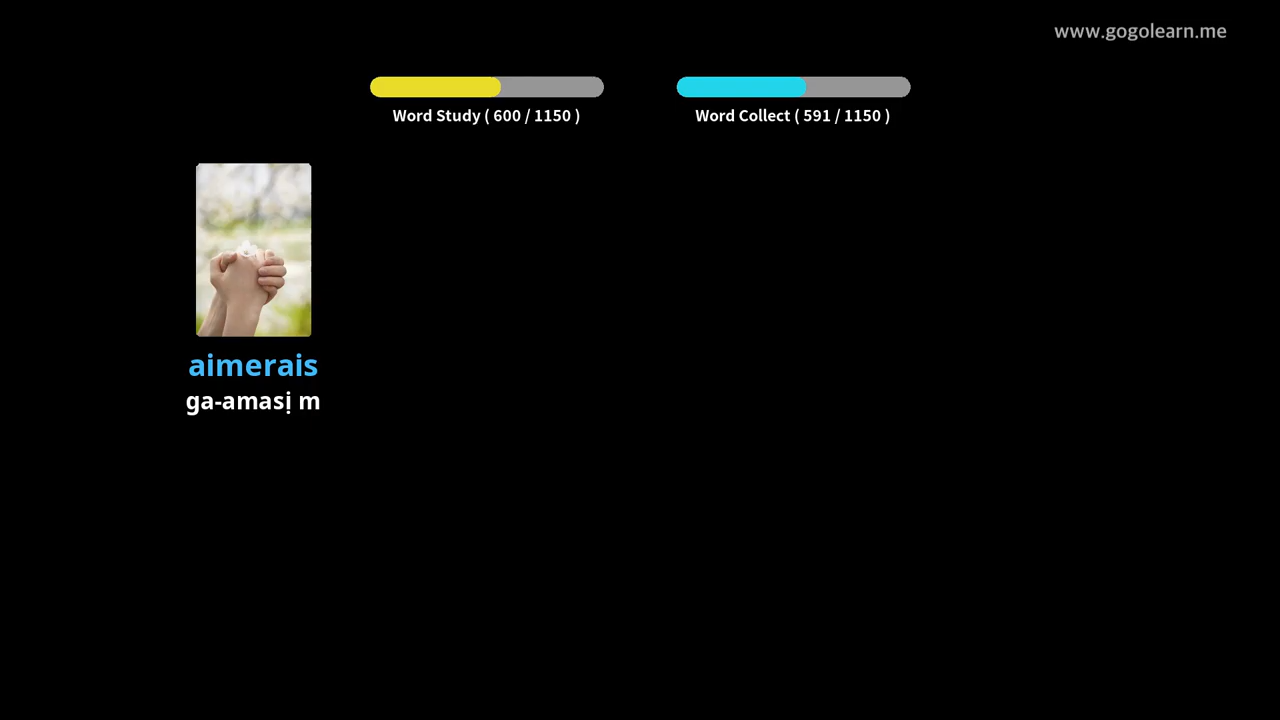 www.gogolearn.me
Word Study ( 600 / 1150 )
Word Collect ( 591 / 1150 )
aimerais
ga-amasị m